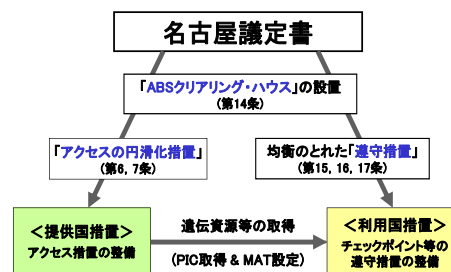 名古屋議定書
「ABSクリアリング・ハウス」の設置
(第14条)
「アクセスの円滑化措置」
(第6, 7条)
均衡のとれた「遵守措置」
(第15, 16, 17条)
＜提供国措置＞
アクセス措置の整備
遺伝資源等の取得
(PIC取得 & MAT設定)
＜利用国措置＞
チェックポイント等の
遵守措置の整備